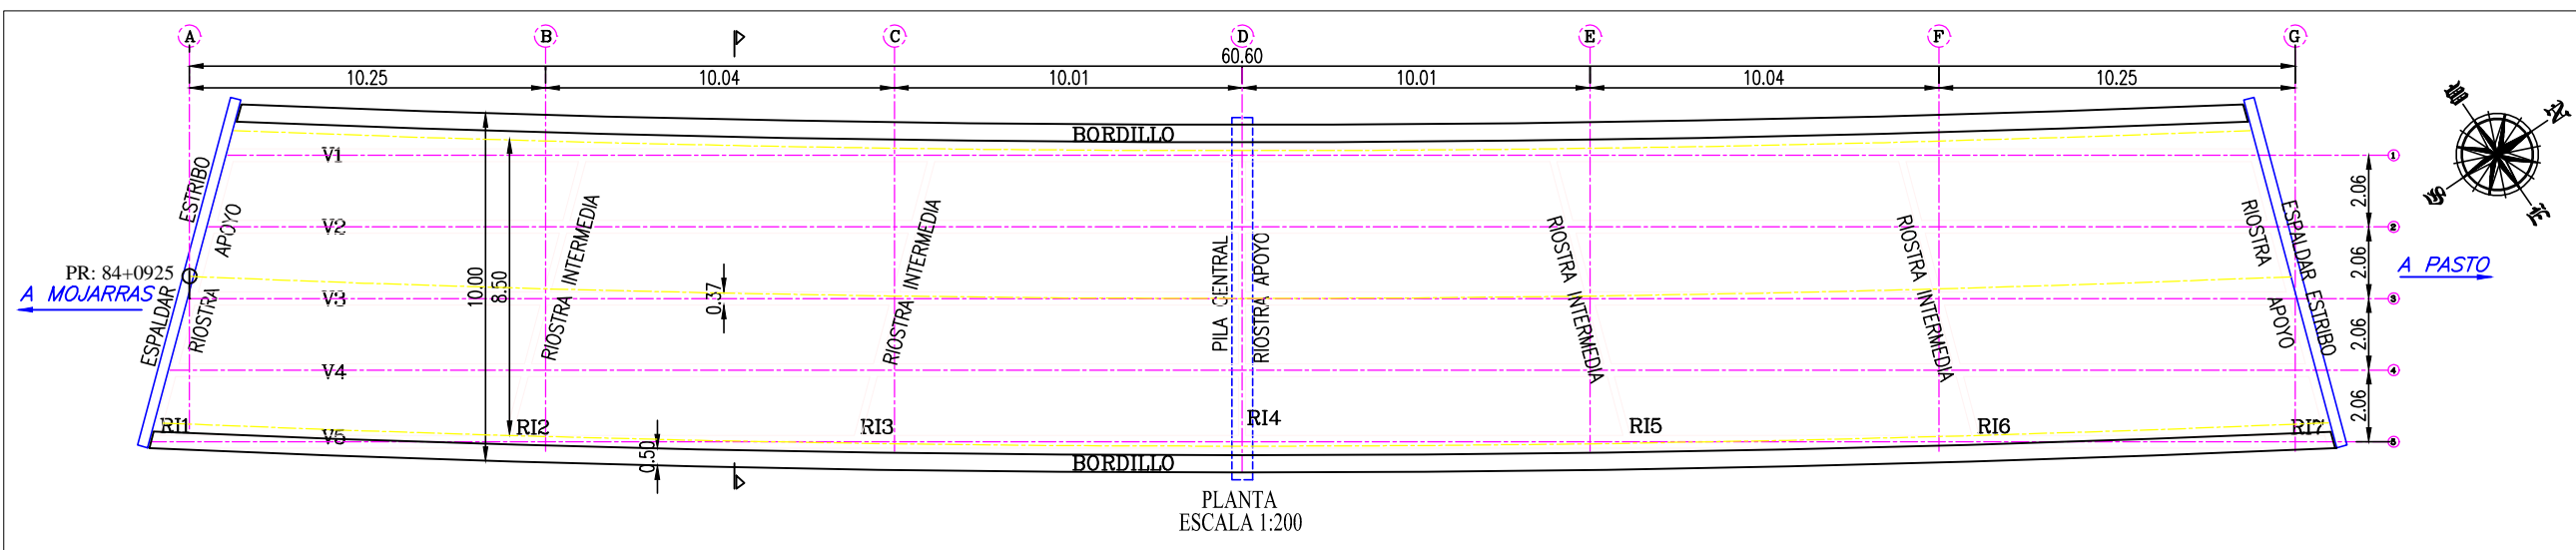 A B C D E F G
60.60
10.25 10.04 10.01 10.01 10.04 10.25
BORDILLO
V1
V2
V3
V4
V5
ESPALDAR ESTRIBO
RIOSTRA APOYO
PR: 84+0925
A MOJARRAS
10.00
8.50
RIOSTRA INTERMEDIA
0.37
0.50
RIOSTRA INTERMEDIA
PILA CENTRAL
RIOSTRA APOYO
RIOSTRA INTERMEDIA
RIOSTRA INTERMEDIA
RIOSTRA APOYO
ESPALDAR ESTRIBO
A PASTO
1
2
3
4
5
2.06
2.06
2.06
2.06
RI1 RI2 RI3 RI4 RI5 RI6 RI7
BORDILLO
PLANTA
ESCALA 1:200